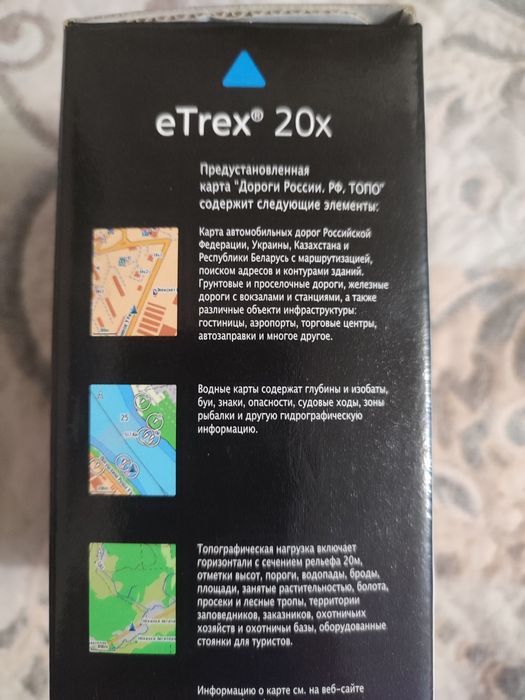 eTrex® 20x
Предустановленная
карта "Дороги России. РФ. ТОПО"
содержит следующие элементы:
Карта автомобильных дорог Российской
Федерации, Украины, Казахстана и
Республики Беларусь с маршрутизацией,
поиском адресов и контурами зданий.
Грунтовые и проселочные дороги, железные
дороги с вокзалами и станциями, а также
различные объекти инфраструктуры:
гостиницы, аэропорты, торговые центры,
автозаправки и многое другое.
Водные карты содержат глубины и изобаты,
буи, знаки, опасности, судовые ходы, зоны
рыбалки и другую гидрографическую
информацию.
25
Топографическая нагрузка включает
горизонтали с сечением рельефа 20м,
отметки высот, пороги, водопады, броды,
площади, занятые растительностью, болота,
просеки и лесные тропы, территории
заповедников, заказников, охотничьих
хозяйств и охотничьи базы, оборудованные
стоянки для туристов.
Информацию о карте см. на веб-сайте